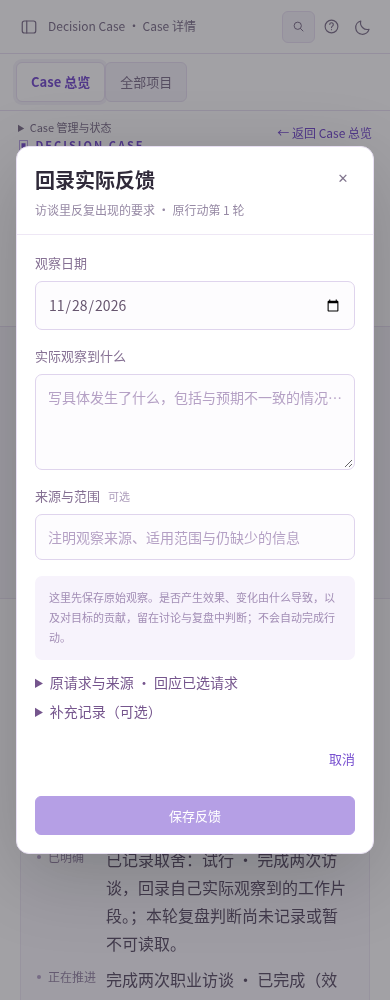 Decision Case • Case 详情
Case 总览
全部项目
▶ Case 管理与状态
← 返回 Case 总览
DECISION CASE
回录实际反馈
×
访谈里反复出现的要求 • 原行动第 1 轮
观察日期
11/28/2026
实际观察到什么
写具体发生了什么，包括与预期不一致的情况…
来源与范围 可选
注明观察来源、适用范围与仍缺少的信息
这里先保存原始观察。是否产生效果、变化由什么导致，以
及对目标的贡献，留在讨论与复盘中判断；不会自动完成行
动。
▶ 原请求与来源 • 回应已选请求
▶ 补充记录（可选）
取消
保存反馈
• 已明确
已记录取舍：试行 • 完成两次访
谈，回录自己实际观察到的工作片
段。；本轮复盘判断尚未记录或暂
不可读取。
• 正在推进
完成两次职业访谈 • 已完成（效